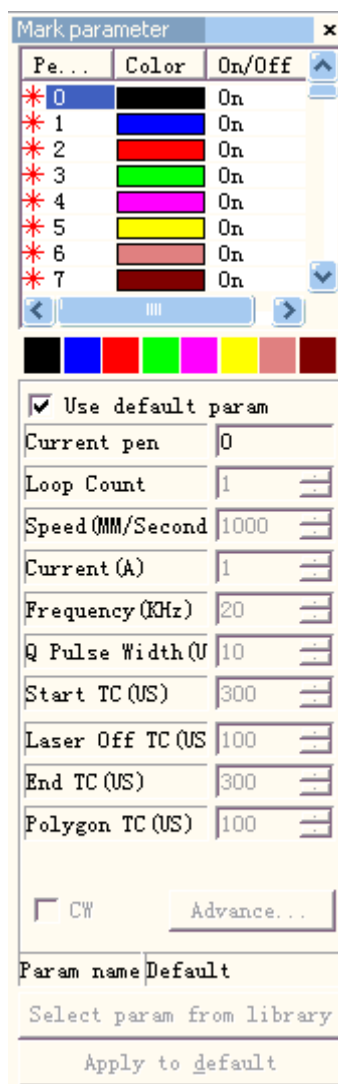 Mark parameter ×
Pe... Color On/Off
0 On
1 On
2 On
3 On
4 On
5 On
6 On
7 On
Use default param
Current pen 0
Loop Count 1
Speed(MM/Second 1000
Current(A) 1
Frequency(KHz) 20
Q Pulse Width(U 10
Start TC(US) 300
Laser Off TC(US 100
End TC(US) 300
Polygon TC(US) 100
CW Advance...
Param name Default
Select param from library
Apply to default